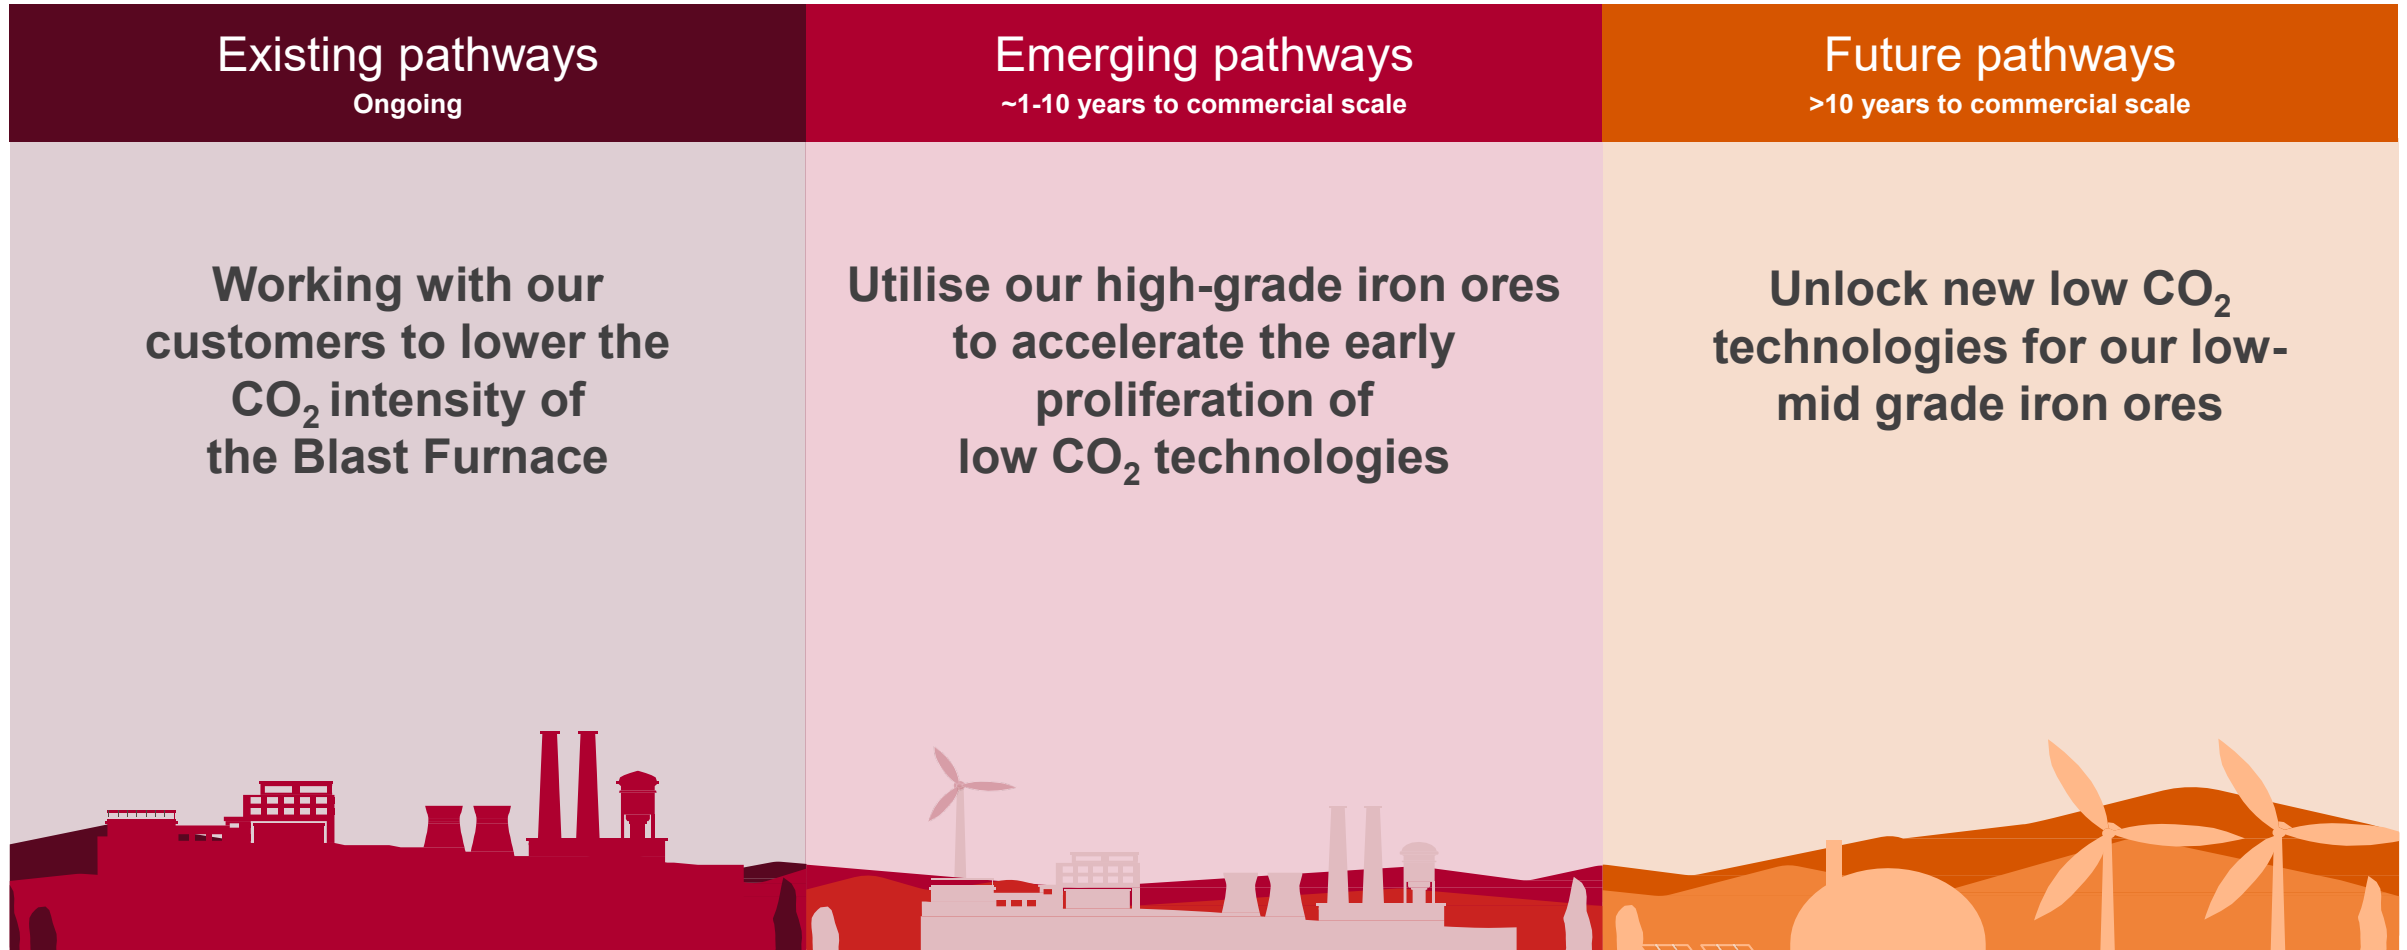 Existing pathways
Ongoing
Working with our
customers to lower the
CO₂ intensity of
the Blast Furnace
Emerging pathways
~1-10 years to commercial scale
Utilise our high-grade iron ores
to accelerate the early
proliferation of
low CO₂ technologies
Future pathways
>10 years to commercial scale
Unlock new low CO₂
technologies for our low-
mid grade iron ores